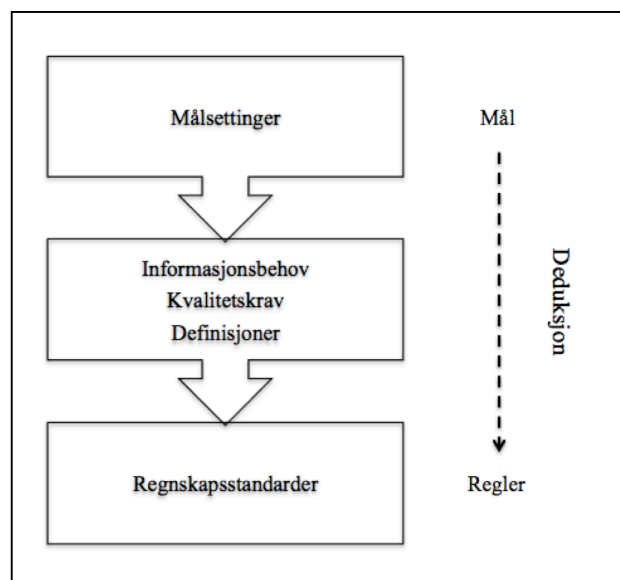 Målsettinger
Mål
Informasjonsbehov
Kvalitetskrav
Definisjoner
Deduksjon
Regnskapsstandarder
Regler